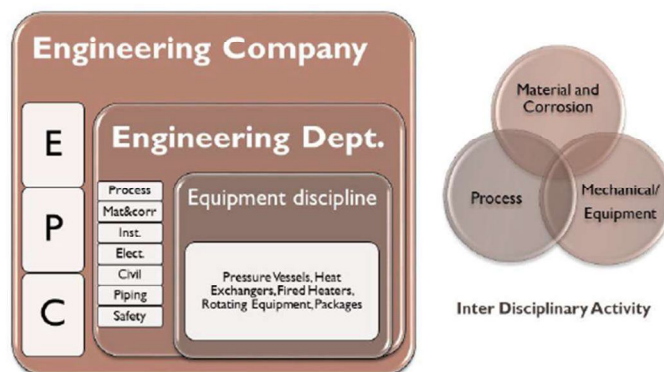 Engineering Company
E
P
C
Engineering Dept.
Process
Mat&corr
Inst.
Elect.
Civil
Piping
Safety
Equipment discipline
Pressure Vessels, Heat
Exchangers, Fired Heaters,
Rotating Equipment, Packages
Material and
Corrosion
Process
Mechanical/
Equipment
Inter Disciplinary Activity